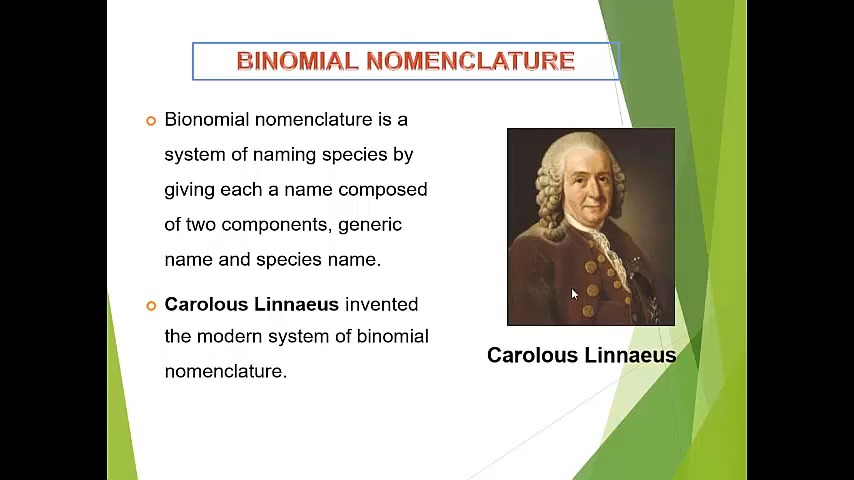 BINOMIAL NOMENCLATURE
Bionomial nomenclature is a
system of naming species by
giving each a name composed
of two components, generic
name and species name.
Carolous Linnaeus invented
the modern system of binomial
nomenclature.
Carolous Linnaeus